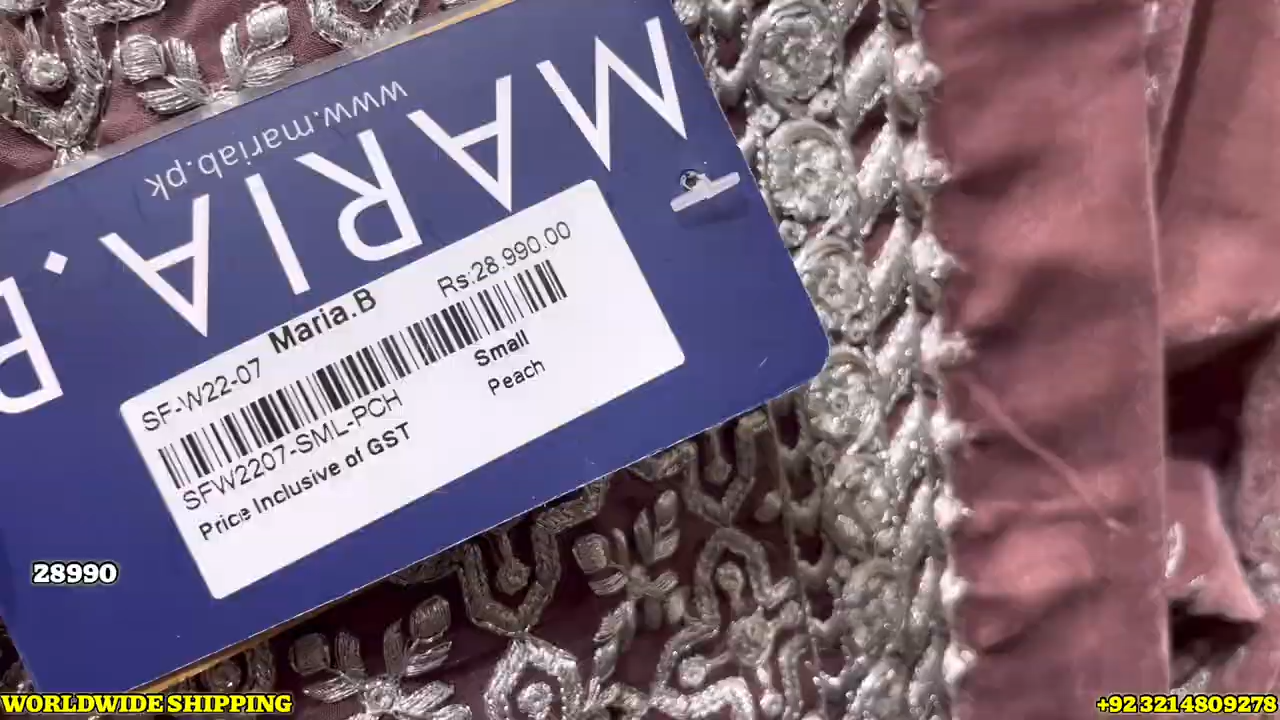 MARIA.B
www.mariab.pk
SF-W22-07 Maria.B Rs:28,990.00
SFW2207-SML-PCH Small
Price Inclusive of GST Peach
28990
WORLDWIDE SHIPPING
+92 3214809278